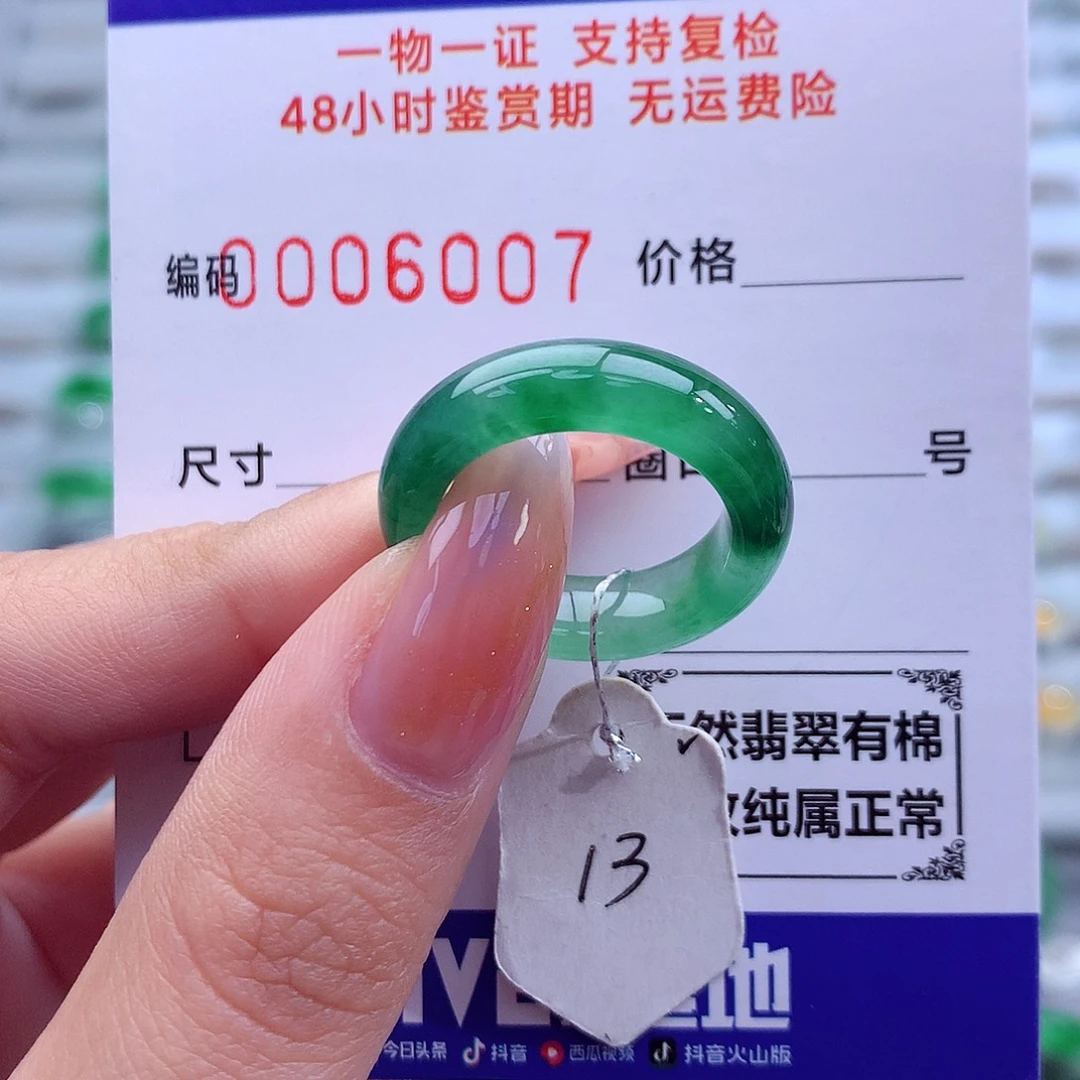 一物一证 支持复检
48小时鉴赏期 无运费险
编码0006007 价格
尺寸 圈口 号
然翡翠有棉
纯属正常
13
地
今日头条 抖音 西瓜视频 抖音火山版